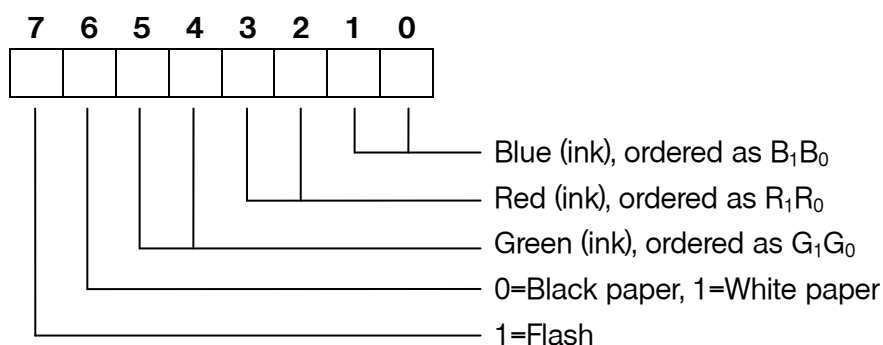 7 6 5 4 3 2 1 0
Blue (ink), ordered as B₁B₀
Red (ink), ordered as R₁R₀
Green (ink), ordered as G₁G₀
0=Black paper, 1=White paper
1=Flash